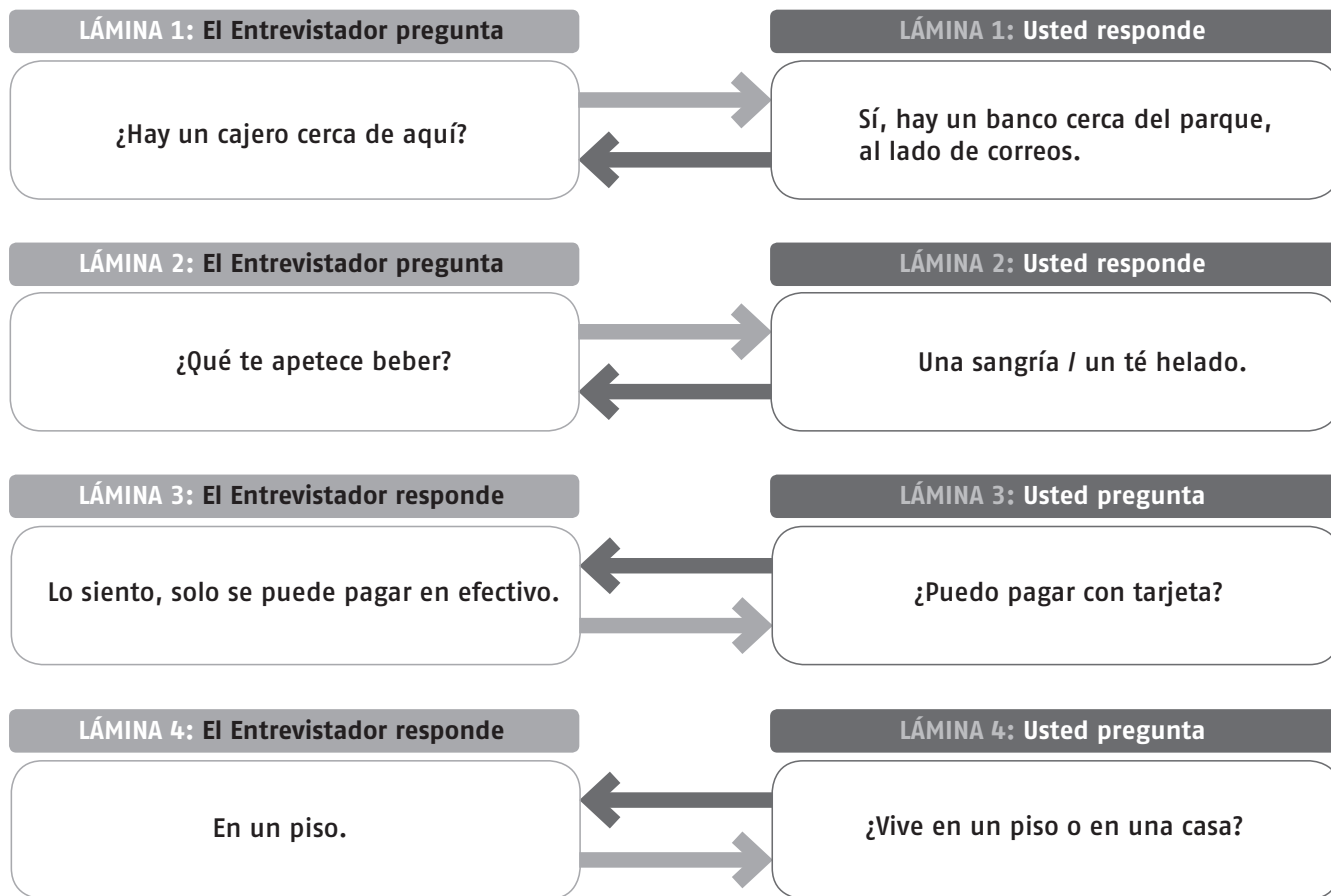 LÁMINA 1: El Entrevistador pregunta
LÁMINA 1: Usted responde
¿Hay un cajero cerca de aquí?
Sí, hay un banco cerca del parque,
al lado de correos.
LÁMINA 2: El Entrevistador pregunta
LÁMINA 2: Usted responde
¿Qué te apetece beber?
Una sangría / un té helado.
LÁMINA 3: El Entrevistador responde
LÁMINA 3: Usted pregunta
Lo siento, solo se puede pagar en efectivo.
¿Puedo pagar con tarjeta?
LÁMINA 4: El Entrevistador responde
LÁMINA 4: Usted pregunta
En un piso.
¿Vive en un piso o en una casa?